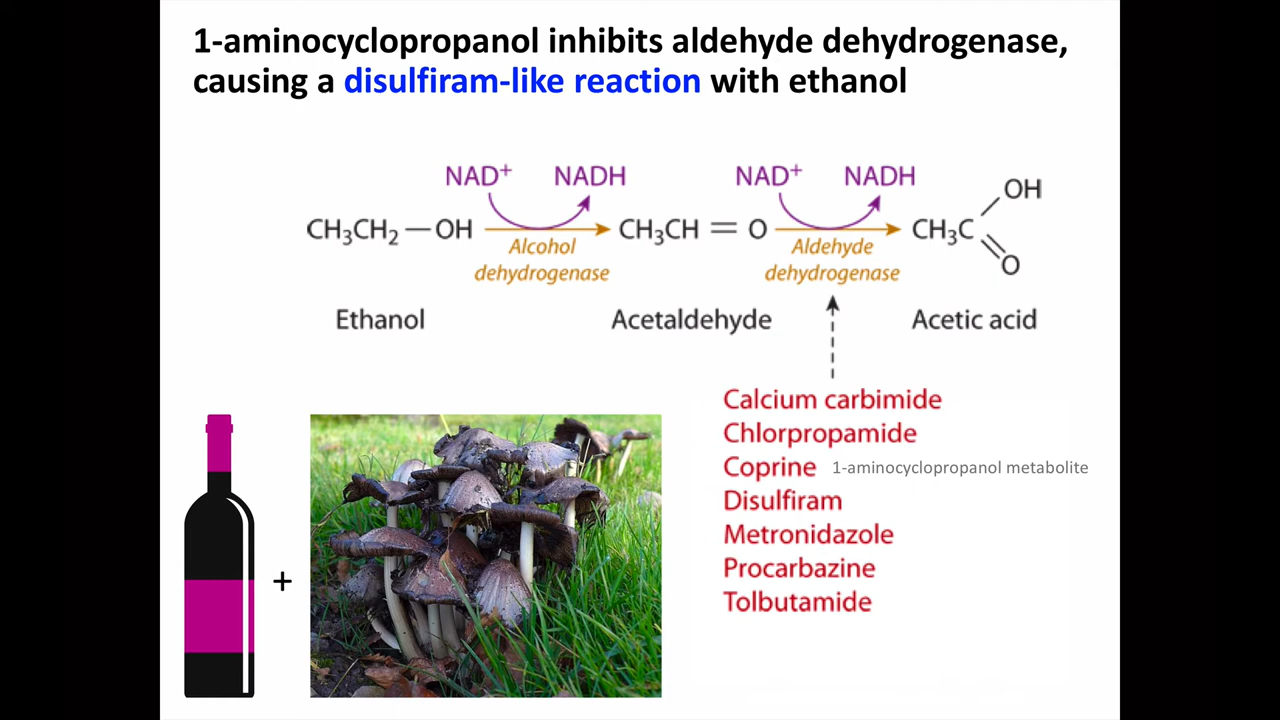 1-aminocyclopropanol inhibits aldehyde dehydrogenase,
causing a disulfiram-like reaction with ethanol
NAD+ NADH NAD+ NADH
CH3CH2—OH CH3CH=O CH3C OH O
Alcohol dehydrogenase
Aldehyde dehydrogenase
Ethanol
Acetaldehyde
Acetic acid
Calcium carbimide
Chlorpropamide
Coprine 1-aminocyclopropanol metabolite
Disulfiram
Metronidazole
Procarbazine
Tolbutamide
+